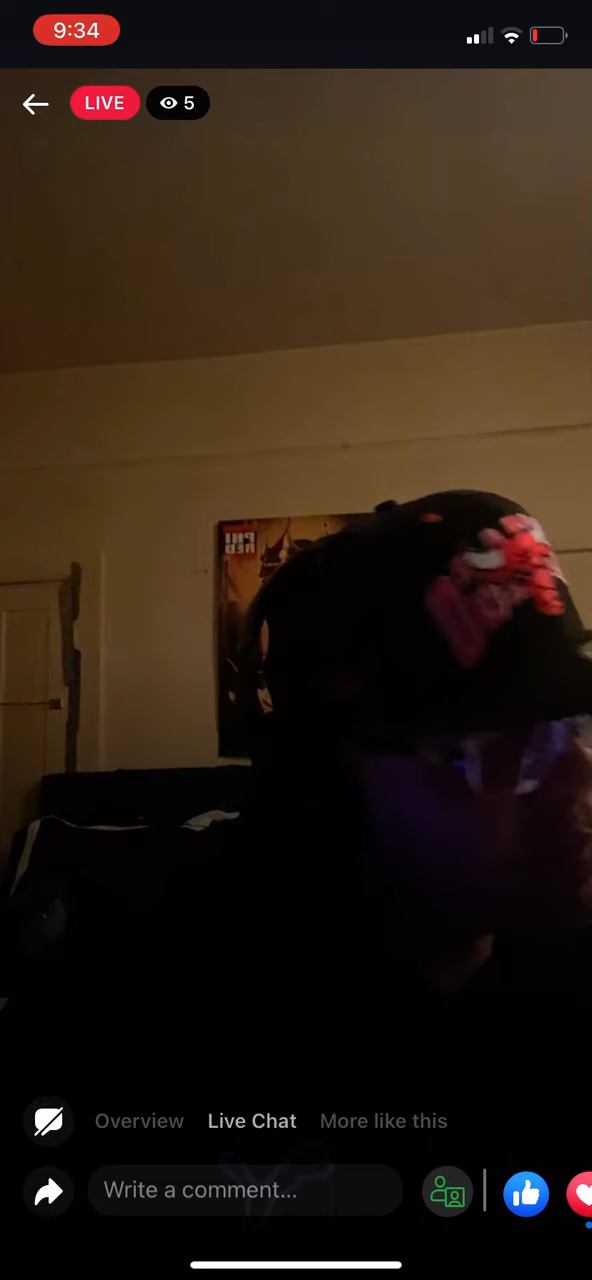 9:34
LIVE
5
Overview
Live Chat
More like this
Write a comment...